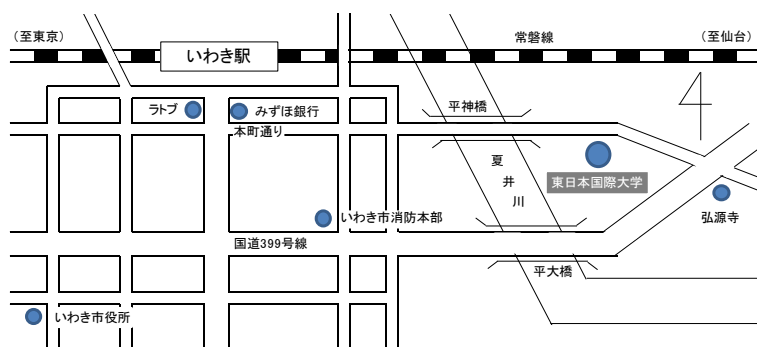 (至東京)
いわき駅
常磐線
(至仙台)
ラトブ
みずほ銀行
平神橋
本町通り
夏井川
東日本国際大学
いわき市消防本部
弘源寺
国道399号線
平大橋
いわき市役所